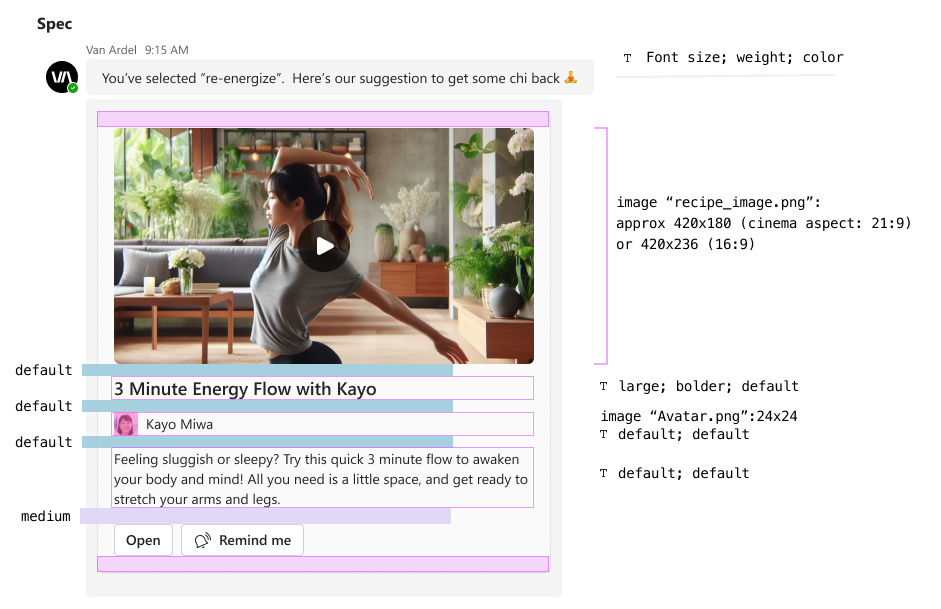 Spec
Van Ardel 9:15 AM
VA
You’ve selected “re-energize”.  Here’s our suggestion to get some chi back
T Font size; weight; color
image “recipe_image.png”:
approx 420x180 (cinema aspect: 21:9)
or 420x236 (16:9)
default
3 Minute Energy Flow with Kayo
T large; bolder; default
default
Kayo Miwa
image “Avatar.png”:24x24
T default; default
default
Feeling sluggish or sleepy? Try this quick 3 minute flow to awaken
your body and mind! All you need is a little space, and get ready to
stretch your arms and legs.
T default; default
medium
Open
Remind me